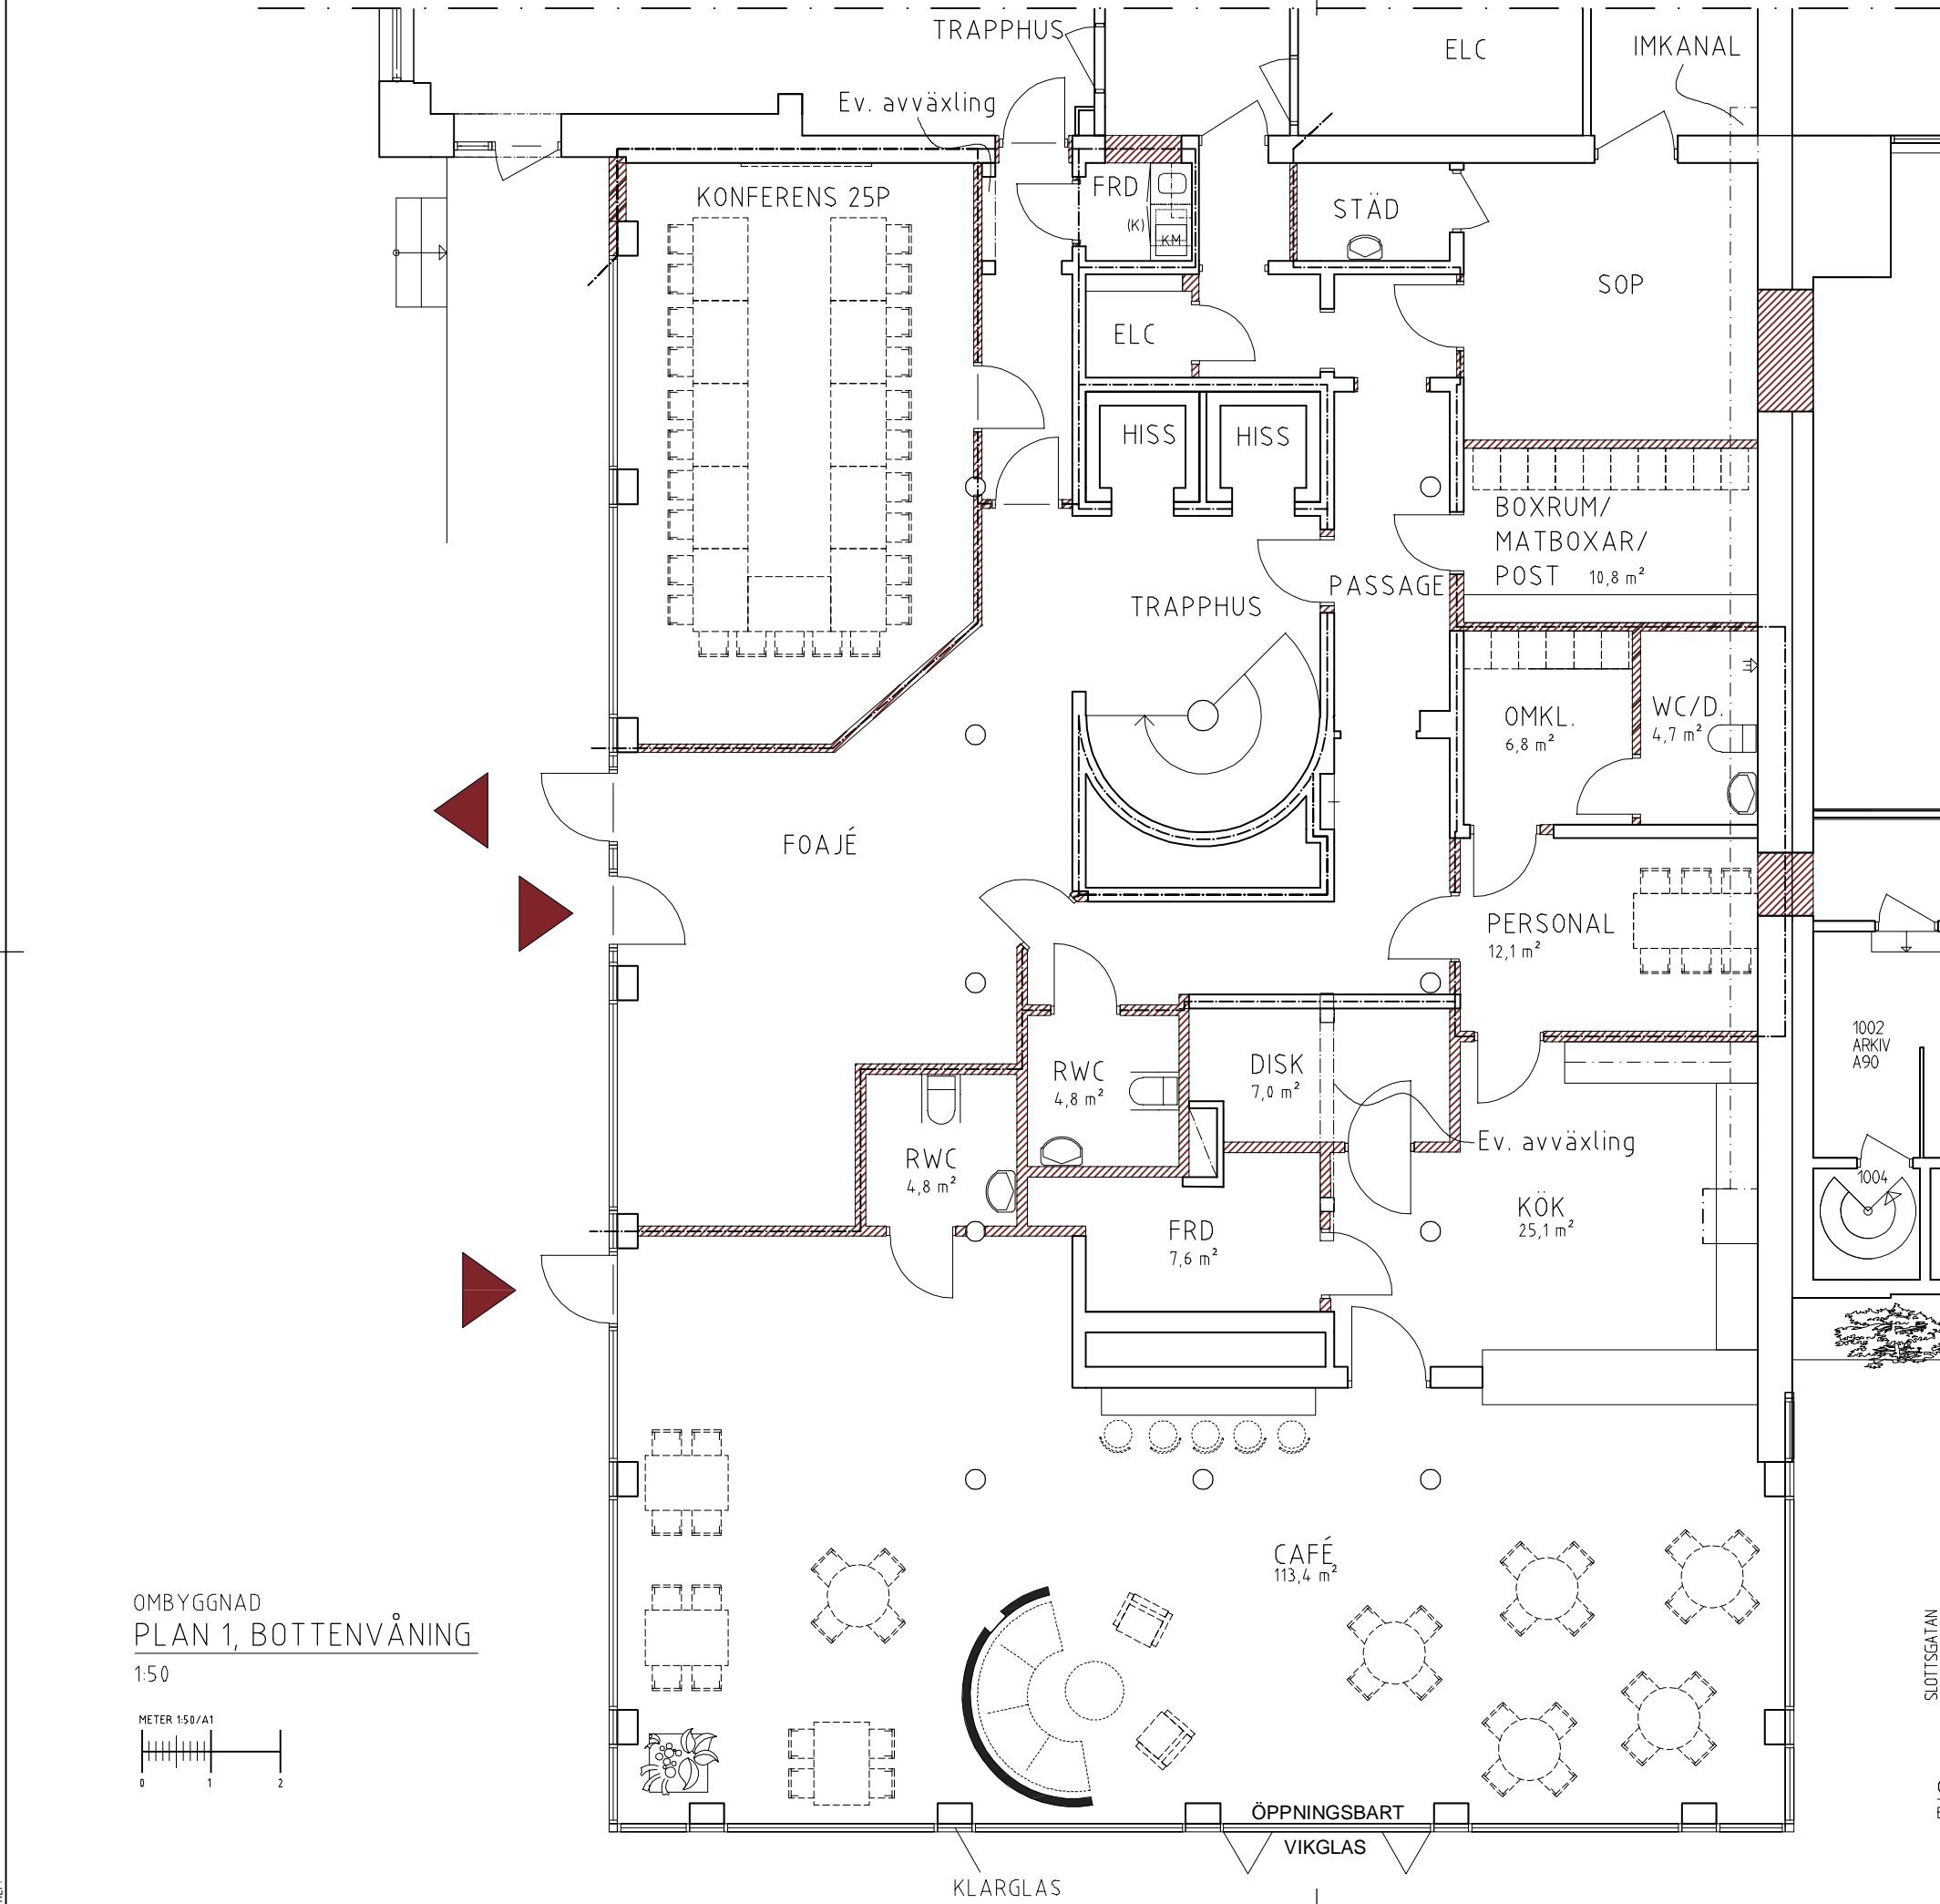 TRAPPHUS
ELC
IMKANAL
Ev. avväxling
KONFERENS 25P
FRD
(K)
KM
STÄD
SOP
ELC
HISS
HISS
BOXRUM/
MATBOXAR/
POST 10,8 m²
PASSAGE
TRAPPHUS
OMKL.
6,8 m²
WC/D.
4,7 m²
FOAJÉ
PERSONAL
12,1 m²
1002
ARKIV
A90
RWC
4,8 m²
DISK
7,0 m²
Ev. avväxling
RWC
4,8 m²
1004
KÖK
25,1 m²
FRD
7,6 m²
CAFÉ
113,4 m²
OMBYGGNAD
PLAN 1, BOTTENVÅNING
1:50
METER 1:50/A1
0 1 2
SLOTTSGATAN
ÖPPNINGSBART
VIKGLAS
KLARGLAS